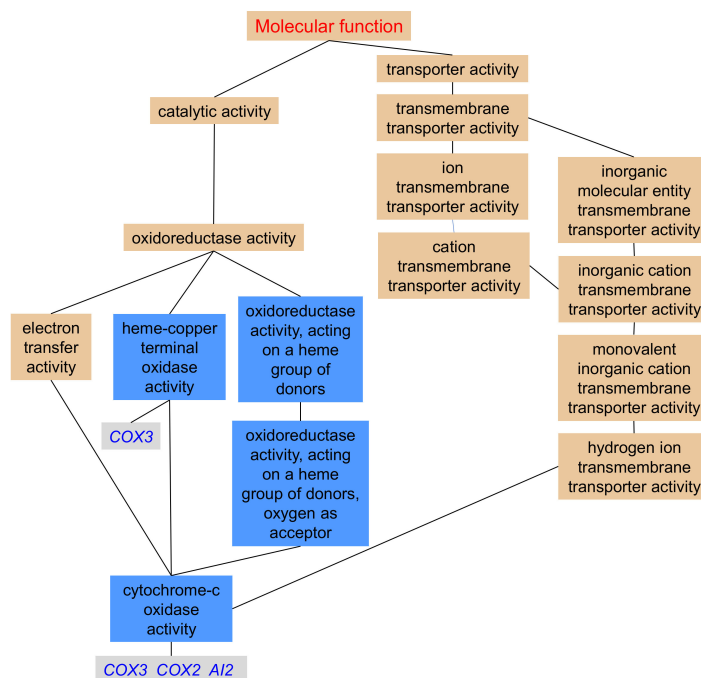 Molecular function
transporter activity
catalytic activity
transmembrane
transporter activity
ion
transmembrane
transporter activity
inorganic
molecular entity
transmembrane
transporter activity
oxidoreductase activity
cation
transmembrane
transporter activity
inorganic cation
transmembrane
transporter activity
electron
transfer
activity
heme-copper
terminal
oxidase
activity
oxidoreductase
activity, acting
on a heme
group of
donors
monovalent
inorganic cation
transmembrane
transporter activity
COX3
oxidoreductase
activity, acting
on a heme
group of donors,
oxygen as
acceptor
hydrogen ion
transmembrane
transporter activity
cytochrome-c
oxidase
activity
COX3 COX2 AI2